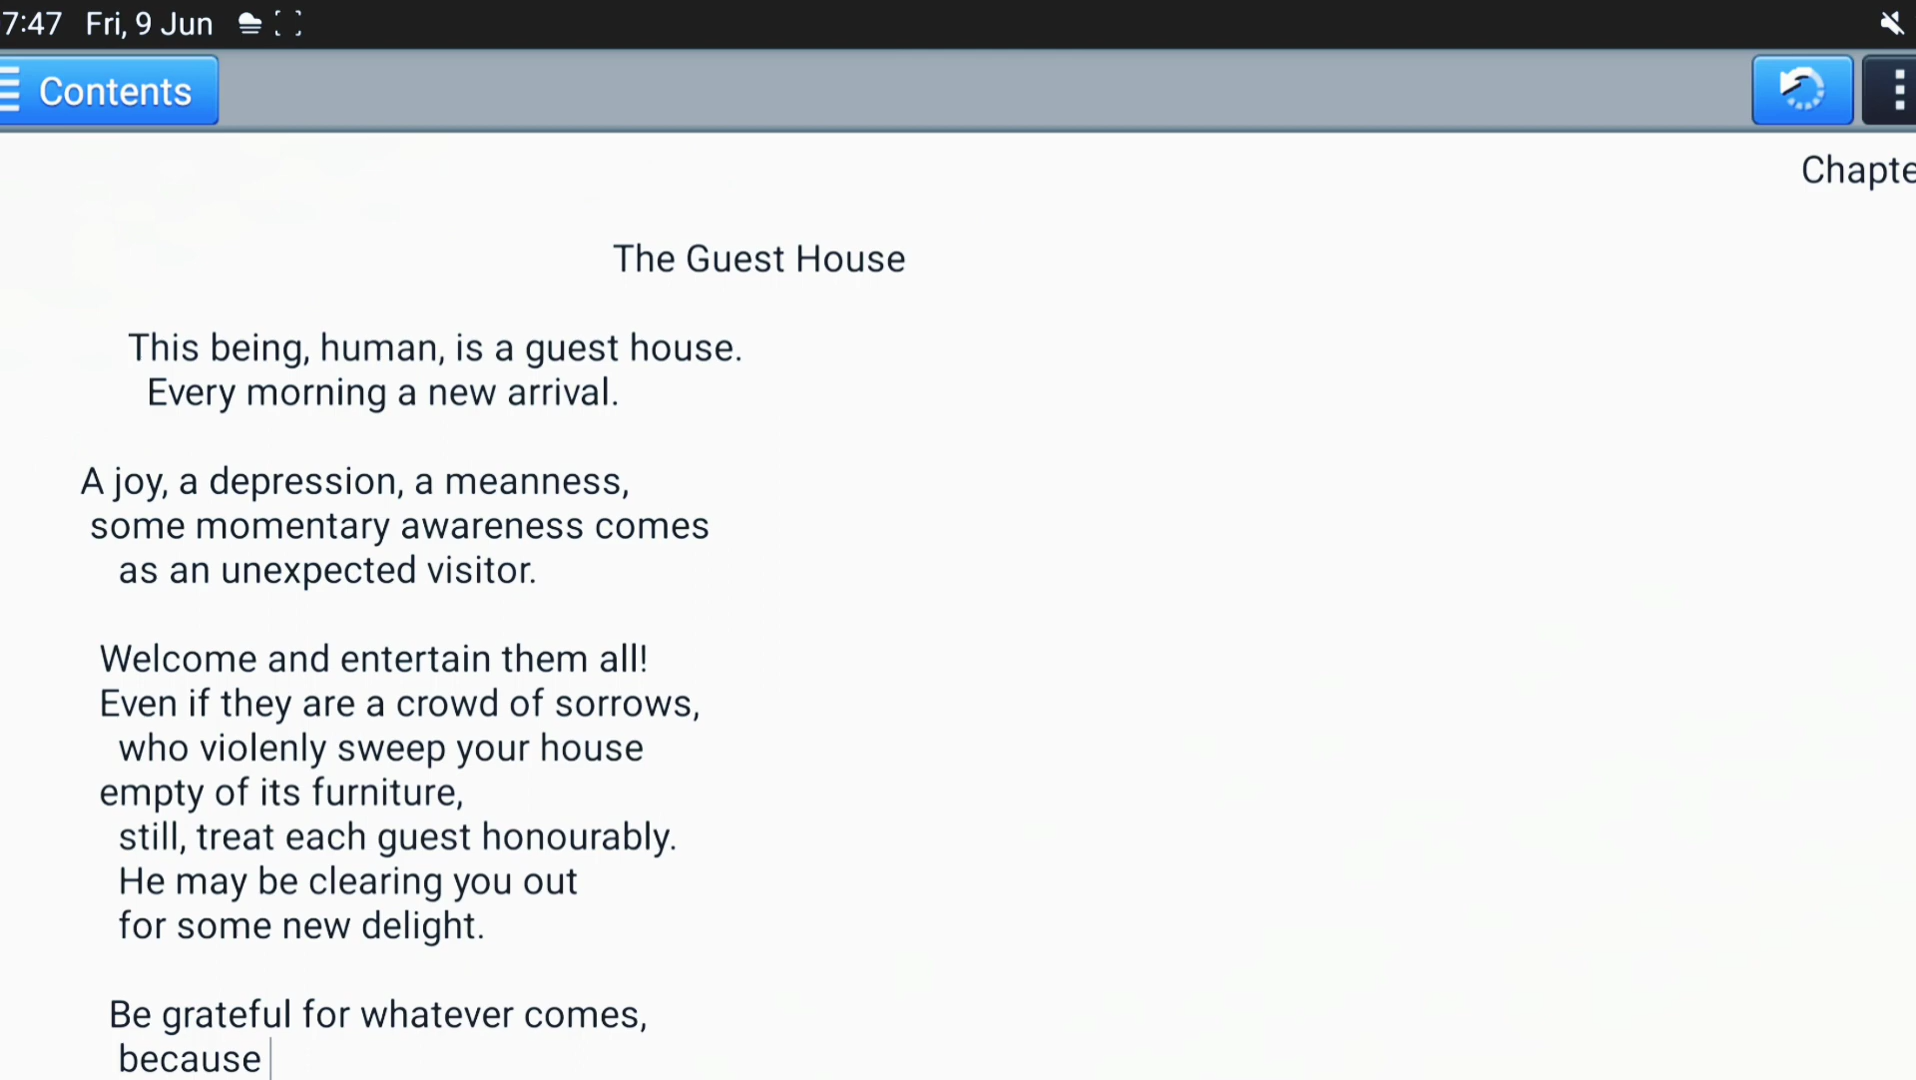 7:47 Fri, 9 Jun
Contents
Chapte
The Guest House
This being, human, is a guest house.
Every morning a new arrival.
A joy, a depression, a meanness,
some momentary awareness comes
as an unexpected visitor.
Welcome and entertain them all!
Even if they are a crowd of sorrows,
who violenly sweep your house
empty of its furniture,
still, treat each guest honourably.
He may be clearing you out
for some new delight.
Be grateful for whatever comes,
because